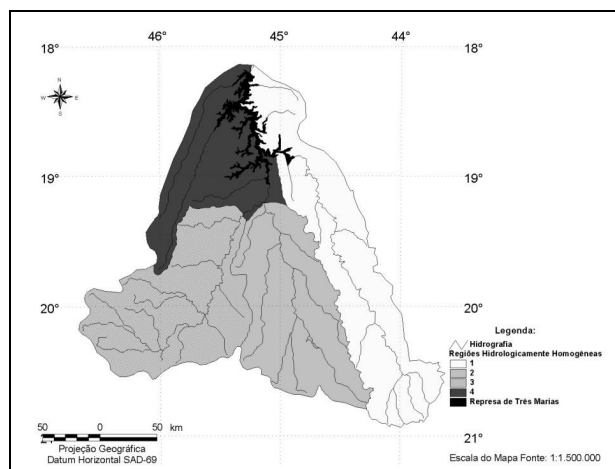 46° 45° 44°
18° 18°
N
W E
S
19° 19°
20° 20°
Legenda:
Hidrografia
Regiões Hidrologicamente Homogêneas
1
2
3
4
Represa de Três Marias
50 0 50 km
21°
Projeção Geográfica
Datum Horizontal SAD-69
Escala do Mapa Fonte: 1:1.500.000